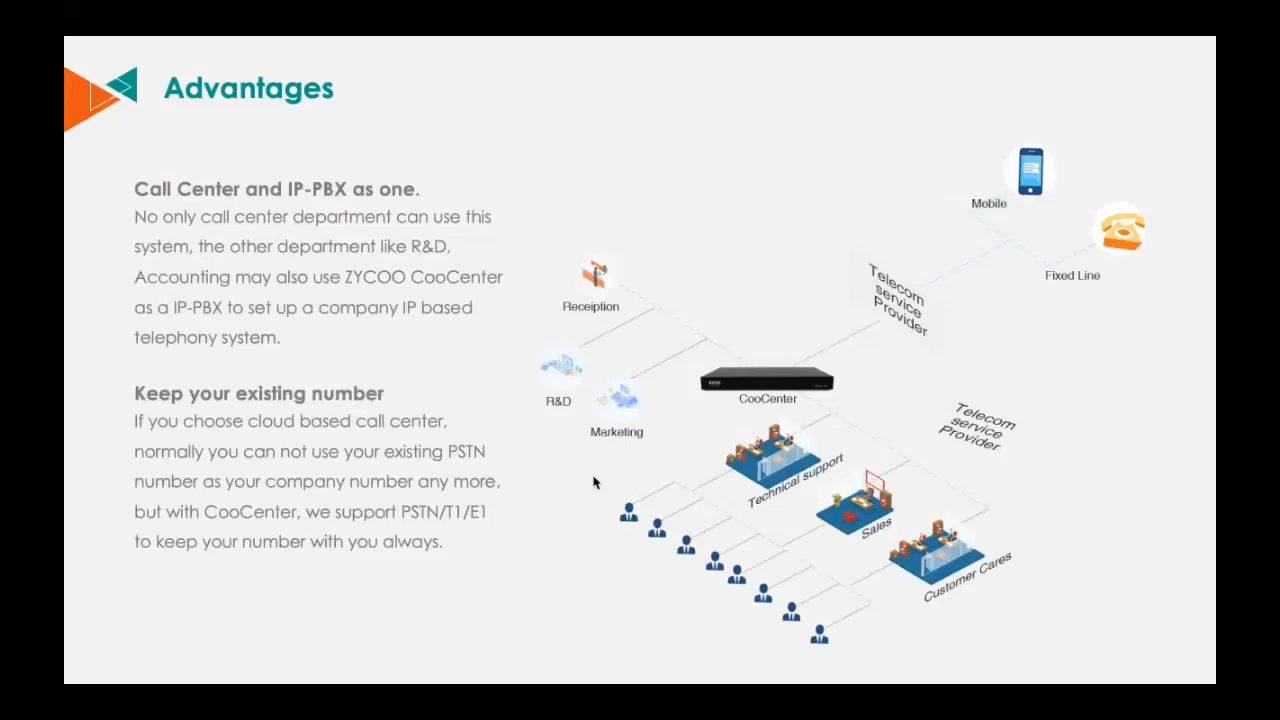 Advantages
Call Center and IP-PBX as one.
No only call center department can use this
system, the other department like R&D,
Accounting may also use ZYCOO CooCenter
as a IP-PBX to set up a company IP based
telephony system.
Keep your existing number
If you choose cloud based call center,
normally you can not use your existing PSTN
number as your company number any more,
but with CooCenter, we support PSTN/T1/E1
to keep your number with you always.
Mobile
Fixed Line
Telecom
service
Provider
Receiption
R&D
Marketing
CooCenter
Telecom
service
Provider
Technical support
Sales
Customer Cares